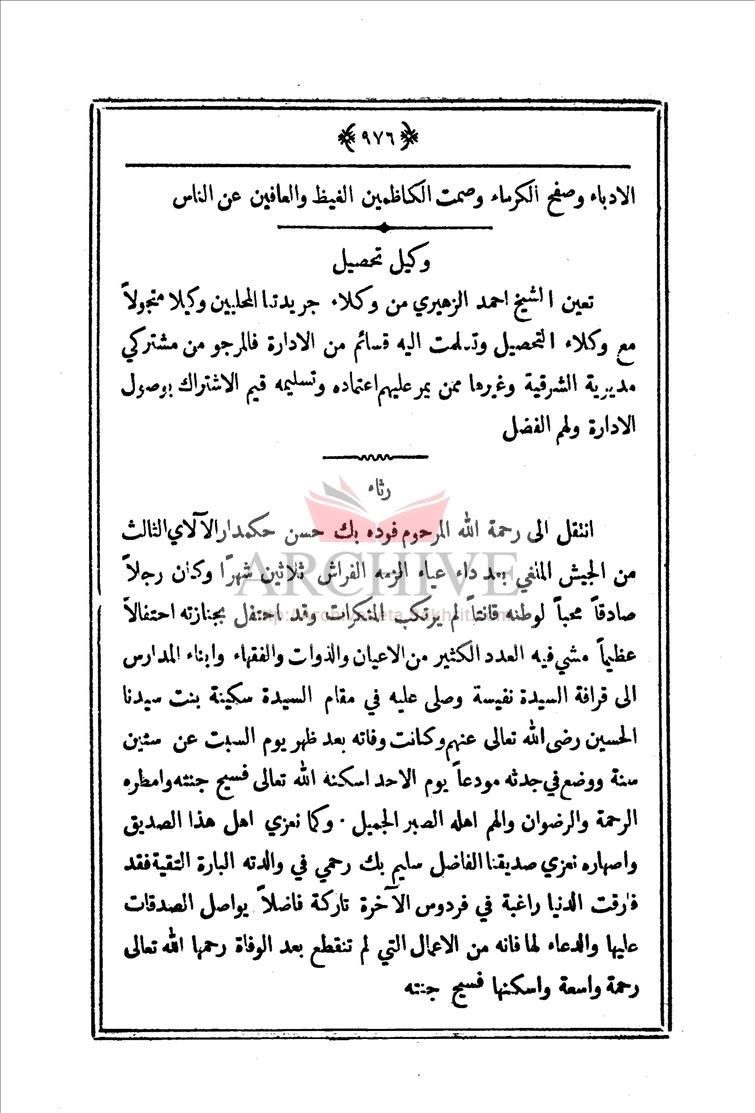 ﴿٩٧٦﴾
الادباء وصفح الكرماء وصمت الكاظمين الغيظ والعافين عن الناس
وكيل تحصيل
تعين الشيخ احمد الزهيري من وكلاء جريدتنا المحلبين وكيلا متجولاً
مع وكلاء التحصيل وتسلمت اليه قسائم من الادارة فالمرجو من مشتركي
مديرية الشرقية وغيرها ممن يمر عليهم اعتماده وتسليمه قيم الاشتراك بوصول
الادارة ولهم الفضل
رثاء
انتقل الى رحمة الله المرحوم فوده بك حسن حكمدار الآلاي الثالث
من الجيش الملغي بعد داء عياء الزمه الفراش ثلاثين شهرًا وكان رجلاً
صادقاً محباً لوطنه قانتاً لم يرتكب المنكرات وقد احتفل بجنازته احتفالاً
عظيماً مشي فيه العدد الكثير من الاعيان والذوات والفقهاء وابناء المدارس
الى قرافة السيدة نفيسة وصلى عليه في مقام السيدة سكينة بنت سيدنا
الحسين رضى الله تعالى عنهم وكانت وفاته بعد ظهر يوم السبت عن ستين
سنة ووضع في جدثه مودعاً يوم الاحد اسكنه الله تعالى فسيح جنته وامطره
الرحمة والرضوان والهم اهله الصبر الجميل · وكما نعزي اهل هذا الصديق
واصهاره نعزي صديقنا الفاضل سليم بك رحمي في والدته البارة التقية فقد
فارقت الدنيا راغبة في فردوس الآخرة تاركة فاضلاً يواصل الصدقات
عليها والدعاء لها فانه من الاعمال التي لم تنقطع بعد الوفاة رحمها الله تعالى
رحمة واسعة واسكنها فسيح جنته
ARCHIVE